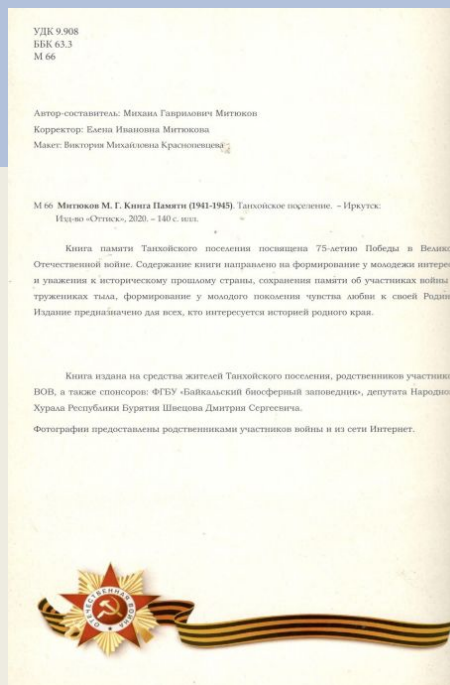 УДК 9.908
ББК 63.3
М 66
Автор-составитель: Михаил Гаврилович Митюков
Корректор: Елена Ивановна Митюкова
Макет: Виктория Михайловна Краснопевцева
М 66 Митюков М. Г. Книга Памяти (1941-1945). Танхойское поселение. – Иркутск:
Изд-во «Оттиск», 2020. – 140 с. илл.
Книга памяти Танхойского поселения посвящена 75-летию Победы в Велико
Отечественной войне. Содержание книги направлено на формирование у молодежи интерес
и уважения к историческому прошлому страны, сохранения памяти об участниках войны
тружениках тыла, формирование у молодого поколения чувства любви к своей Родин
Издание предназначено для всех, кто интересуется историей родного края.
Книга издана на средства жителей Танхойского поселения, родственников участнико
ВОВ, а также спонсоров: ФГБУ «Байкальский биосферный заповедник», депутата Народно
Хурала Республики Бурятия Швецова Дмитрия Сергеевича.
Фотографии предоставлены родственниками участников войны и из сети Интернет.
ОТЕЧЕСТВЕННАЯ ВОЙНА